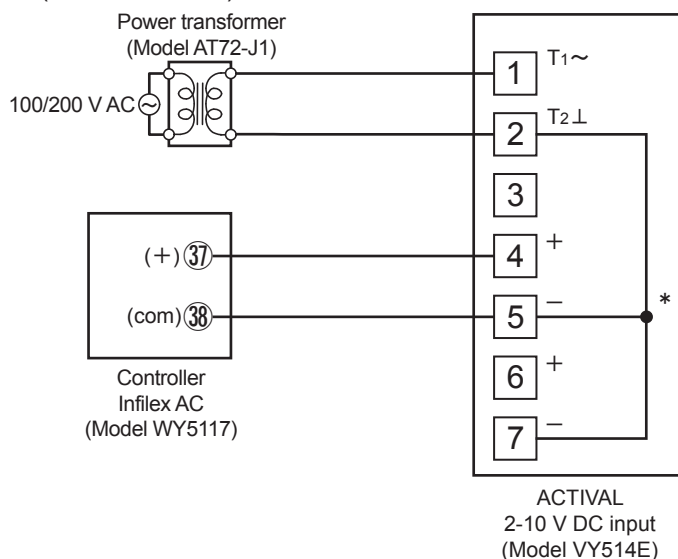 Power transformer
(Model AT72-J1)
100/200 V AC
1 T1~
2 T2⊥
3
4 +
5 −
*
6 +
7 −
(+) 37
(com) 38
Controller
Infilex AC
(Model WY5117)
ACTIVAL
2-10 V DC input
(Model VY514E)